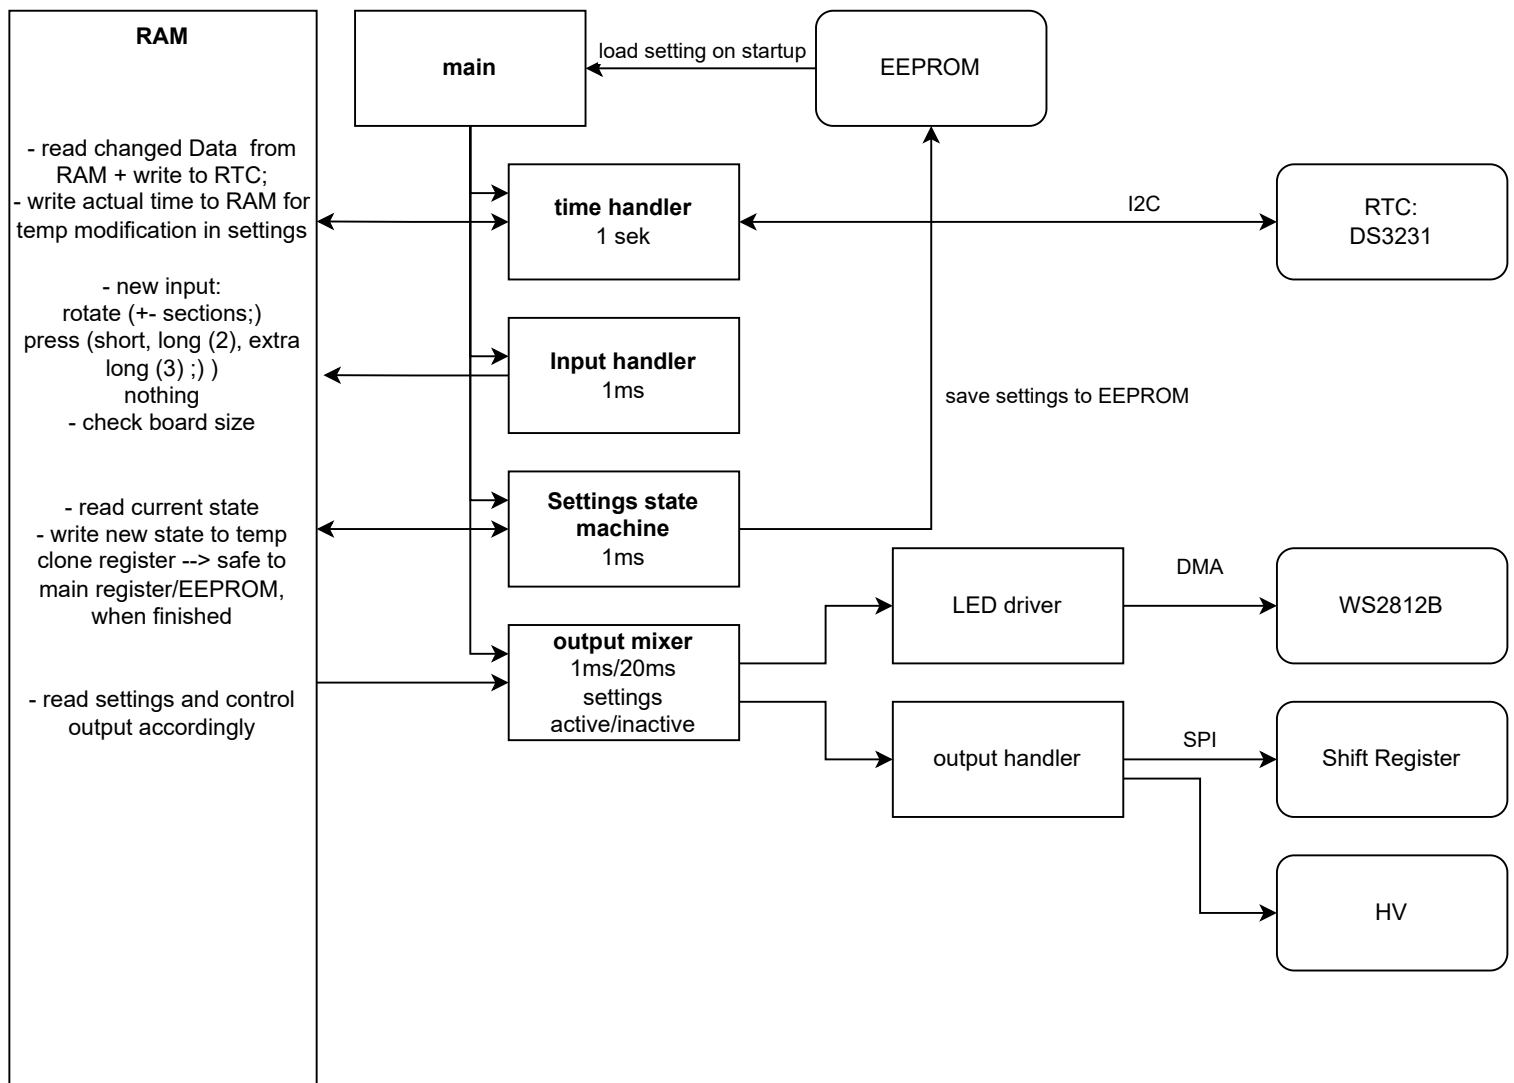 RAM
- read changed Data  from
RAM + write to RTC;
- write actual time to RAM for
temp modification in settings
- new input:
rotate (+- sections;)
press (short, long (2), extra
long (3) ;) )
nothing
- check board size
- read current state
- write new state to temp
clone register --> safe to
main register/EEPROM,
when finished
- read settings and control
output accordingly
main
load setting on startup
EEPROM
time handler
1 sek
I2C
RTC:
DS3231
Input handler
1ms
save settings to EEPROM
Settings state
machine
1ms
output mixer
1ms/20ms
settings
active/inactive
LED driver
DMA
WS2812B
output handler
SPI
Shift Register
HV